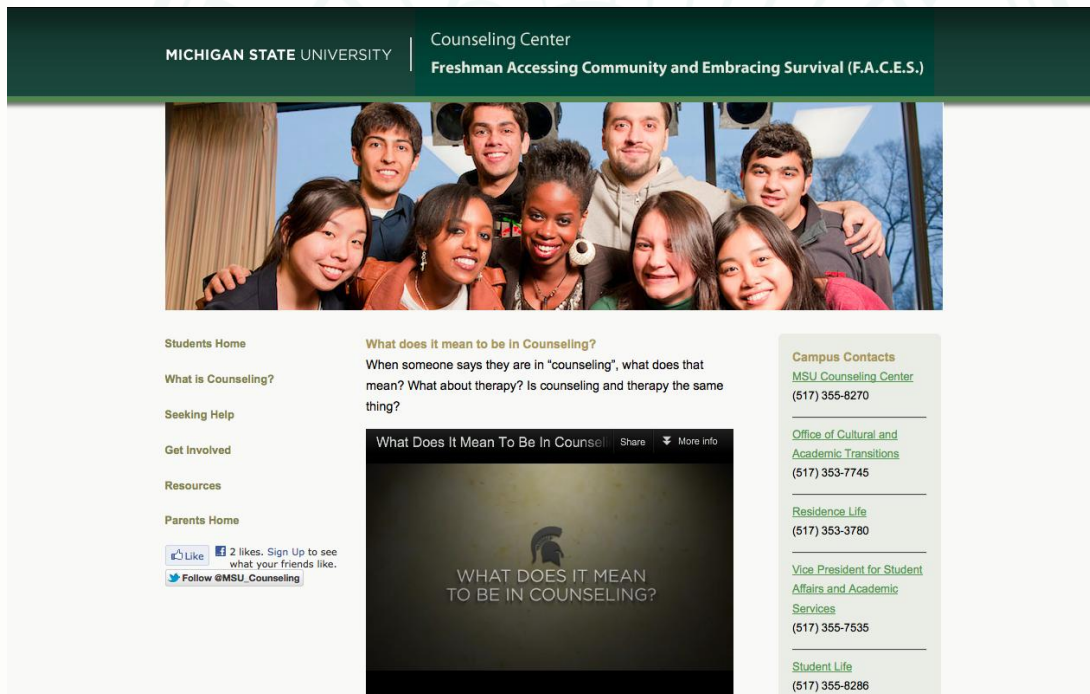 MICHIGAN STATE UNIVERSITY
Counseling Center
Freshman Accessing Community and Embracing Survival (F.A.C.E.S.)
Students Home
What is Counseling?
Seeking Help
Get Involved
Resources
Parents Home
Like
2 likes. Sign Up to see
what your friends like.
Follow @MSU_Counseling
What does it mean to be in Counseling?
When someone says they are in “counseling”, what does that
mean? What about therapy? Is counseling and therapy the same
thing?
What Does It Mean To Be In Counsel
Share
More info
WHAT DOES IT MEAN
TO BE IN COUNSELING?
Campus Contacts
MSU Counseling Center
(517) 355-8270
Office of Cultural and
Academic Transitions
(517) 353-7745
Residence Life
(517) 353-3780
Vice President for Student
Affairs and Academic
Services
(517) 355-7535
Student Life
(517) 355-8286